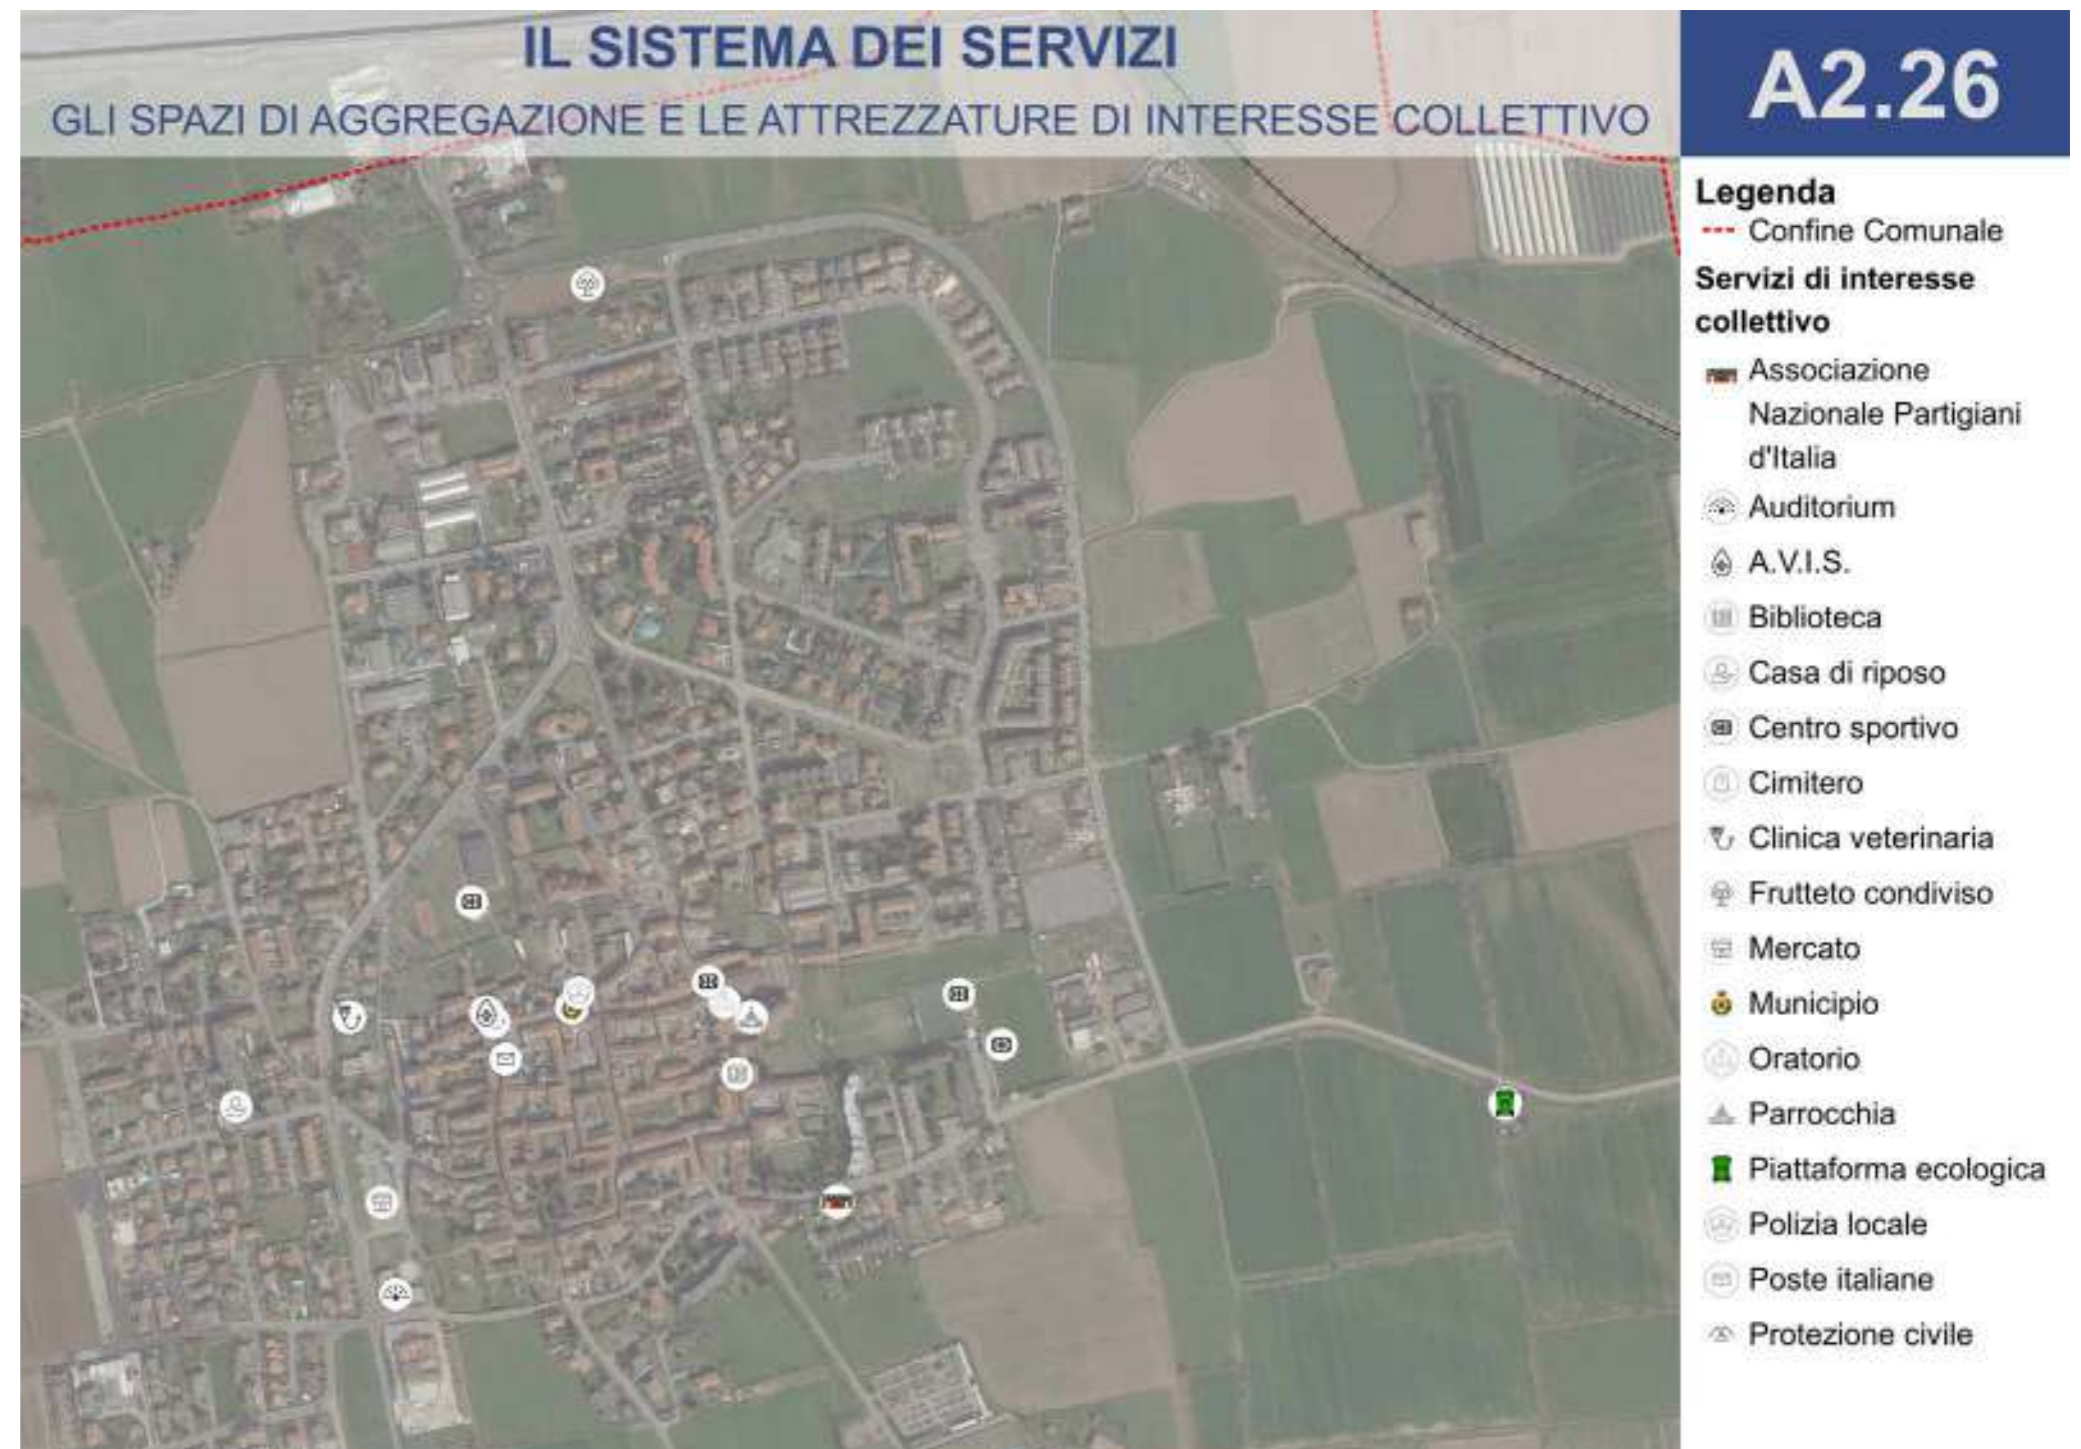 IL SISTEMA DEI SERVIZI
GLI SPAZI DI AGGREGAZIONE E LE ATTREZZATURE DI INTERESSE COLLETTIVO
A2.26
Legenda
Confine Comunale
Servizi di interesse
collettivo
Associazione
Nazionale Partigiani
d'Italia
Auditorium
A.V.I.S.
Biblioteca
Casa di riposo
Centro sportivo
Cimitero
Clinica veterinaria
Frutteto condiviso
Mercato
Municipio
Oratorio
Parrocchia
Piattaforma ecologica
Polizia locale
Poste italiane
Protezione civile